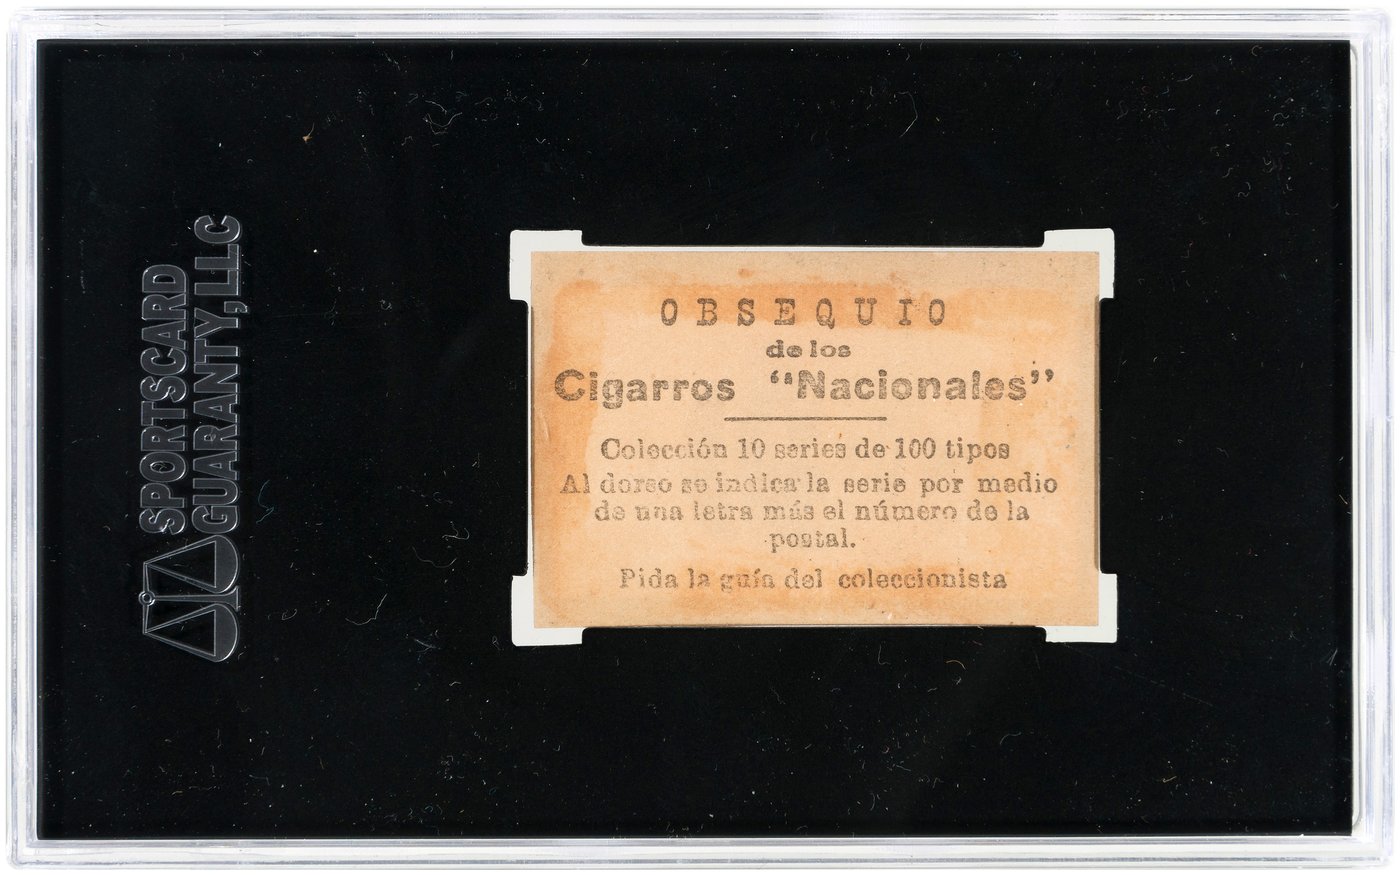 SPORTSCARD
GUARANTY, LLC
OBSEQUIO
de los
Cigarros "Nacionales"
Colección 10 series de 100 tipos
Al dorso se indica la serie por medio
de una letra más el número de la
postal.
Pida la guía del coleccionista